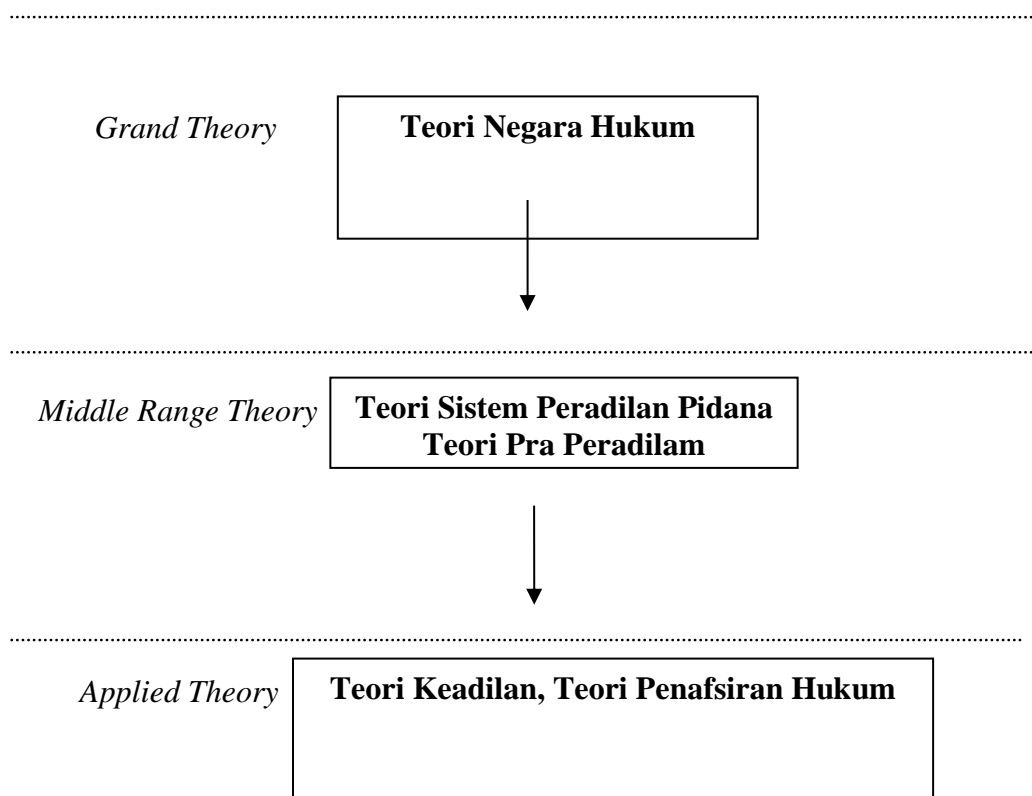 Grand Theory
Teori Negara Hukum
Middle Range Theory
Teori Sistem Peradilan Pidana
Teori Pra Peradilam
Applied Theory
Teori Keadilan, Teori Penafsiran Hukum